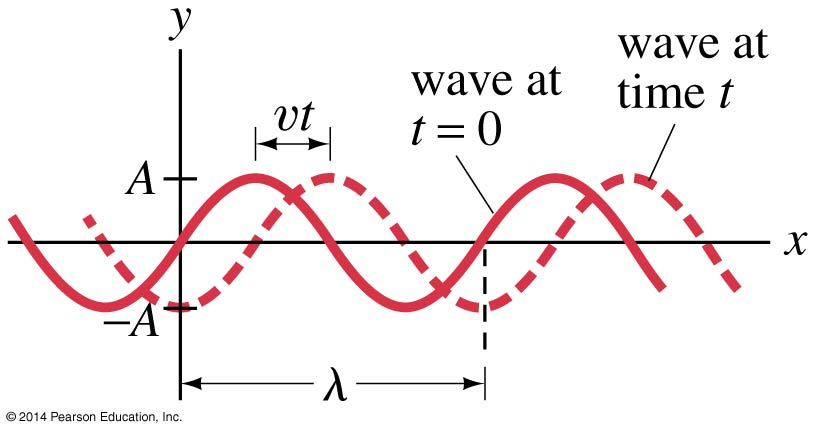 y
wave at
time t
wave at
t = 0
vt
A
x
−A
λ
© 2014 Pearson Education, Inc.